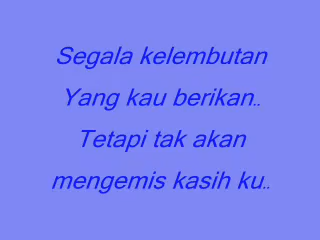 Segala kelembutan
Yang kau berikan..
Tetapi tak akan
mengemis kasih ku..